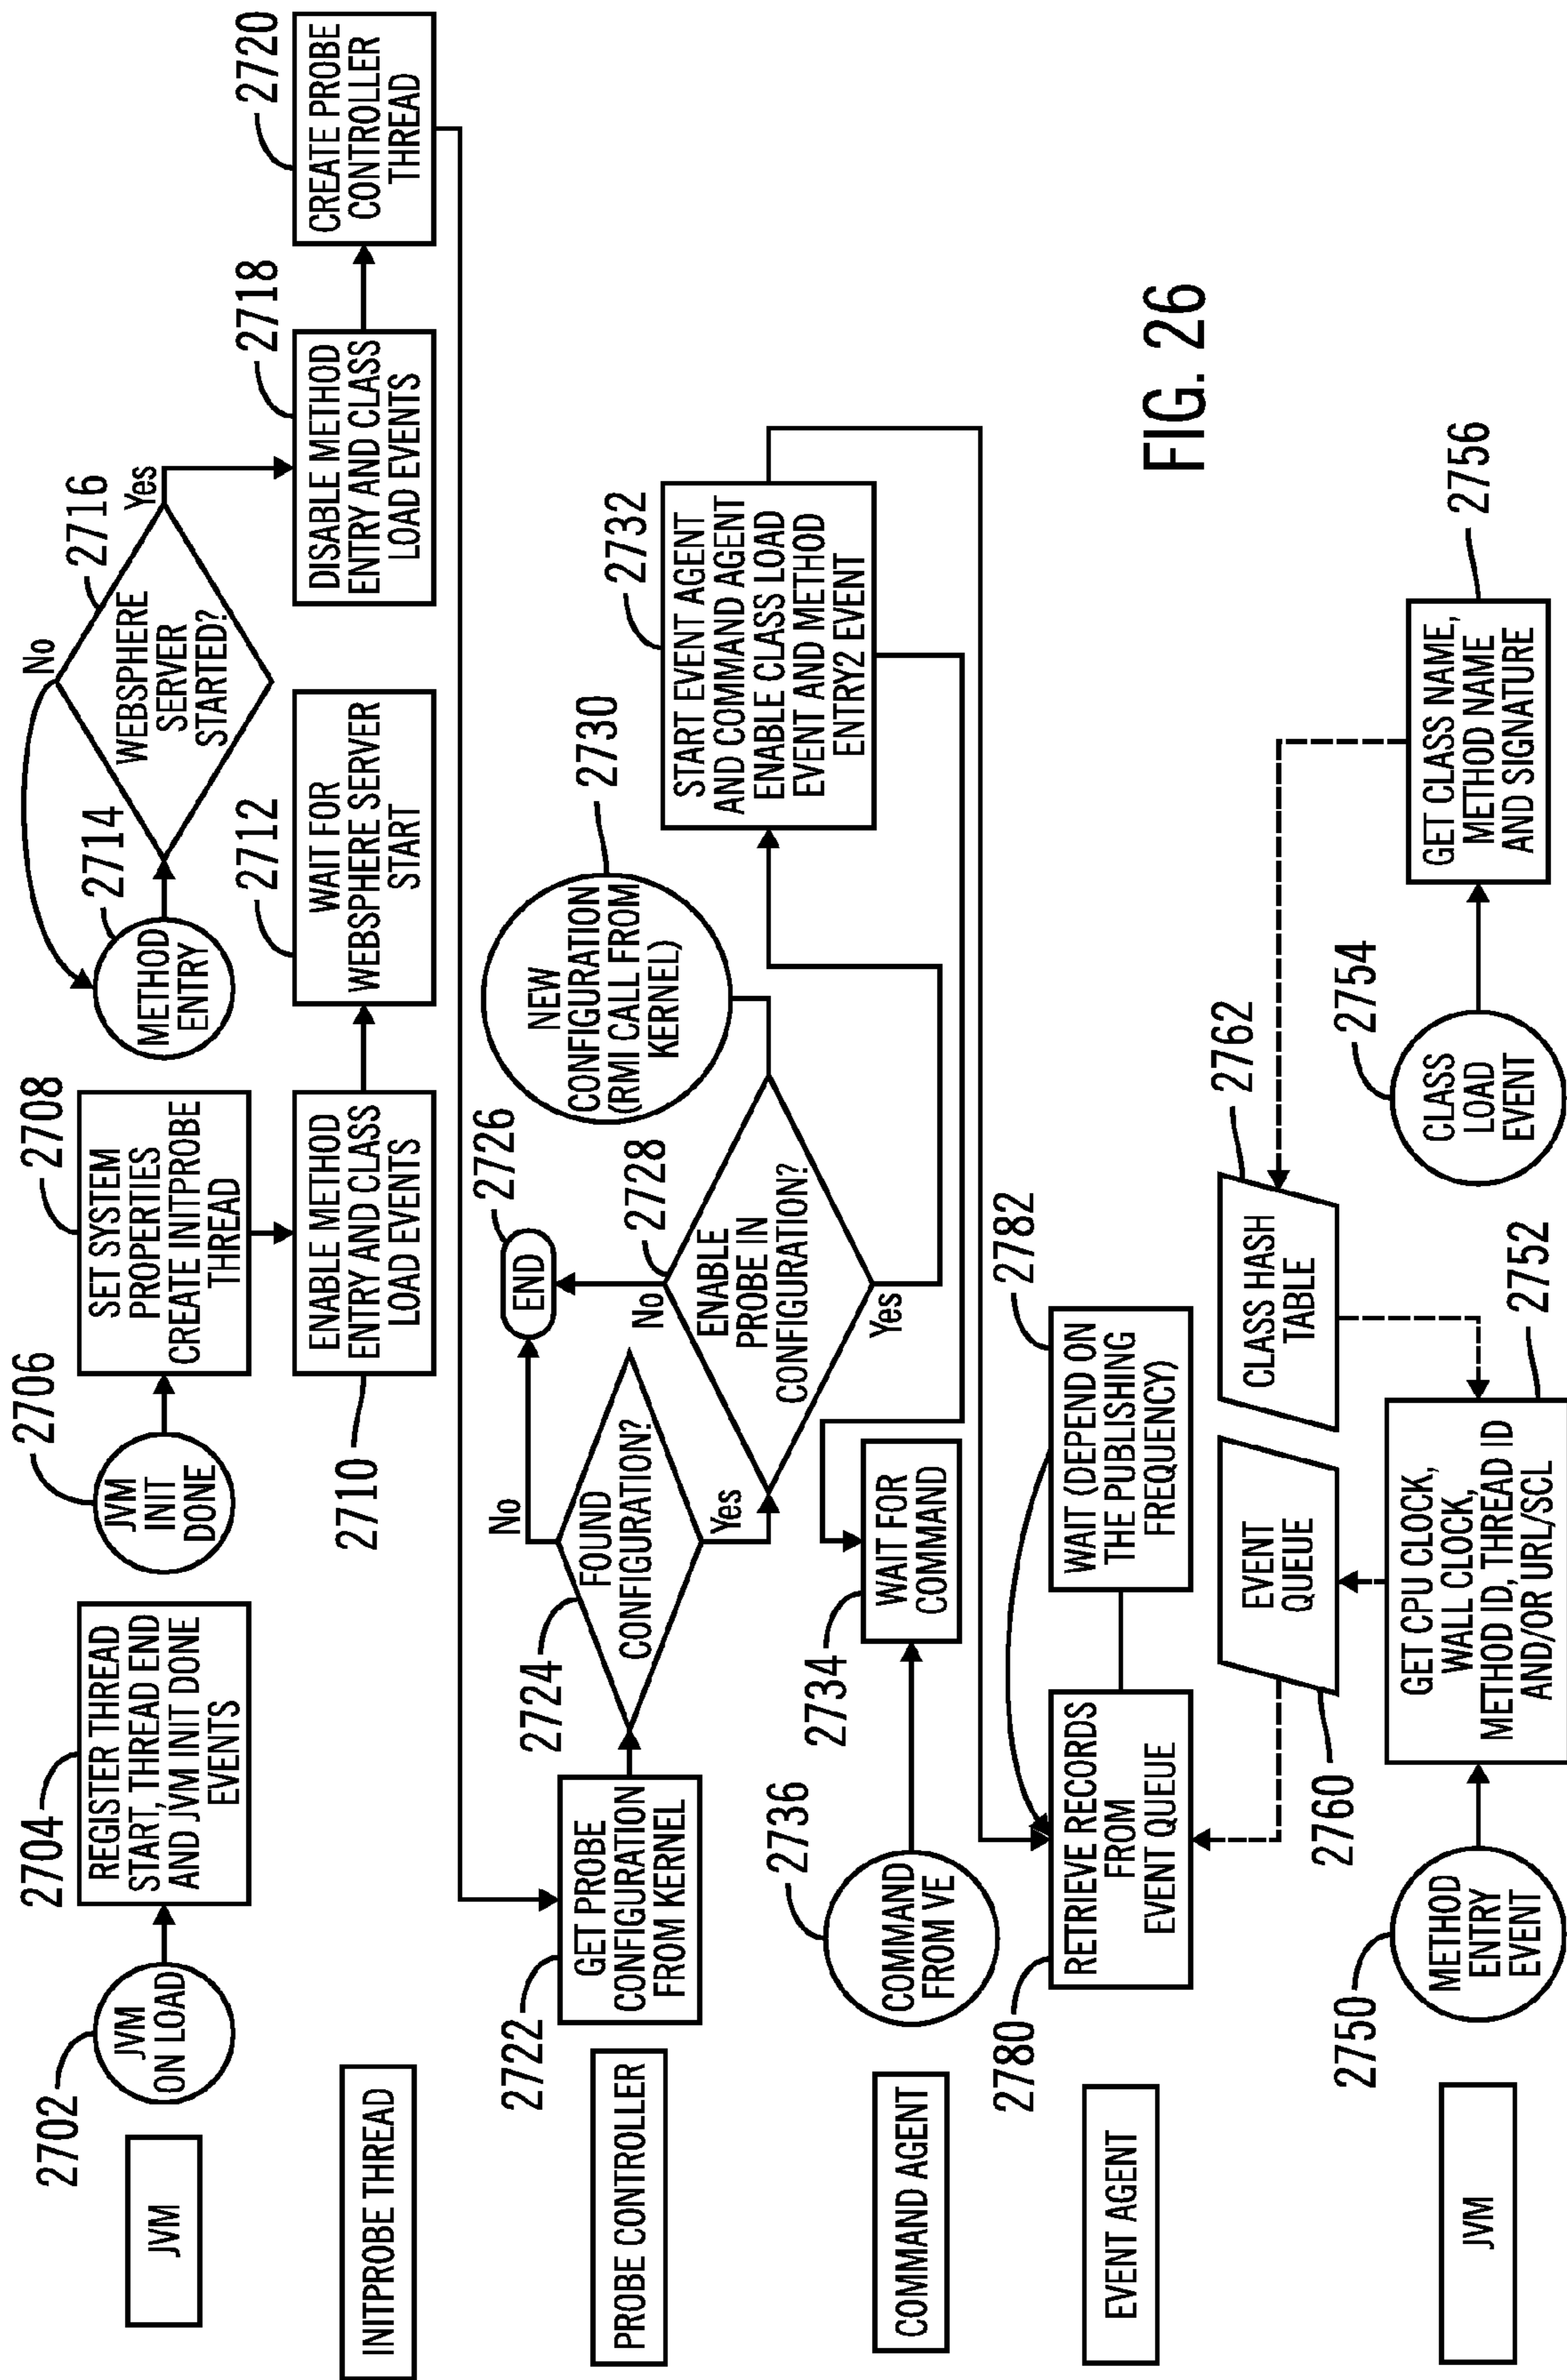 JVM
2702
JVM
ON LOAD
2704
REGISTER THREAD
START, THREAD END
AND JVM INIT DONE
EVENTS
2706
JVM
INIT
DONE
2708
SET SYSTEM
PROPERTIES
CREATE INITPROBE
THREAD
2714
METHOD
ENTRY
No
2716
WEBSPHERE
SERVER
STARTED?
Yes
INITPROBE THREAD
2710
ENABLE METHOD
ENTRY AND CLASS
LOAD EVENTS
2712
WAIT FOR
WEBSPHERE SERVER
START
2718
DISABLE METHOD
ENTRY AND CLASS
LOAD EVENTS
2720
CREATE PROBE
CONTROLLER
THREAD
PROBE CONTROLLER
2722
GET PROBE
CONFIGURATION
FROM KERNEL
2724
FOUND
CONFIGURATION?
No
Yes
2726
END
2728
No
ENABLE
PROBE IN
CONFIGURATION?
Yes
2730
NEW
CONFIGURATION
(RMI CALL FROM
KERNEL)
2732
START EVENT AGENT
AND COMMAND AGENT
ENABLE CLASS LOAD
EVENT AND METHOD
ENTRY2 EVENT
COMMAND AGENT
2736
COMMAND
FROM VE
2734
WAIT FOR
COMMAND
EVENT AGENT
2780
RETRIEVE RECORDS
FROM
EVENT QUEUE
2782
WAIT (DEPEND ON
THE PUBLISHING
FREQUENCY)
FIG. 26
2760
EVENT
QUEUE
2762
CLASS HASH
TABLE
JVM
2750
METHOD
ENTRY
EVENT
2752
GET CPU CLOCK,
WALL CLOCK,
METHOD ID, THREAD ID
AND/OR URL/SCL
2754
CLASS
LOAD
EVENT
2756
GET CLASS NAME,
METHOD NAME
AND SIGNATURE